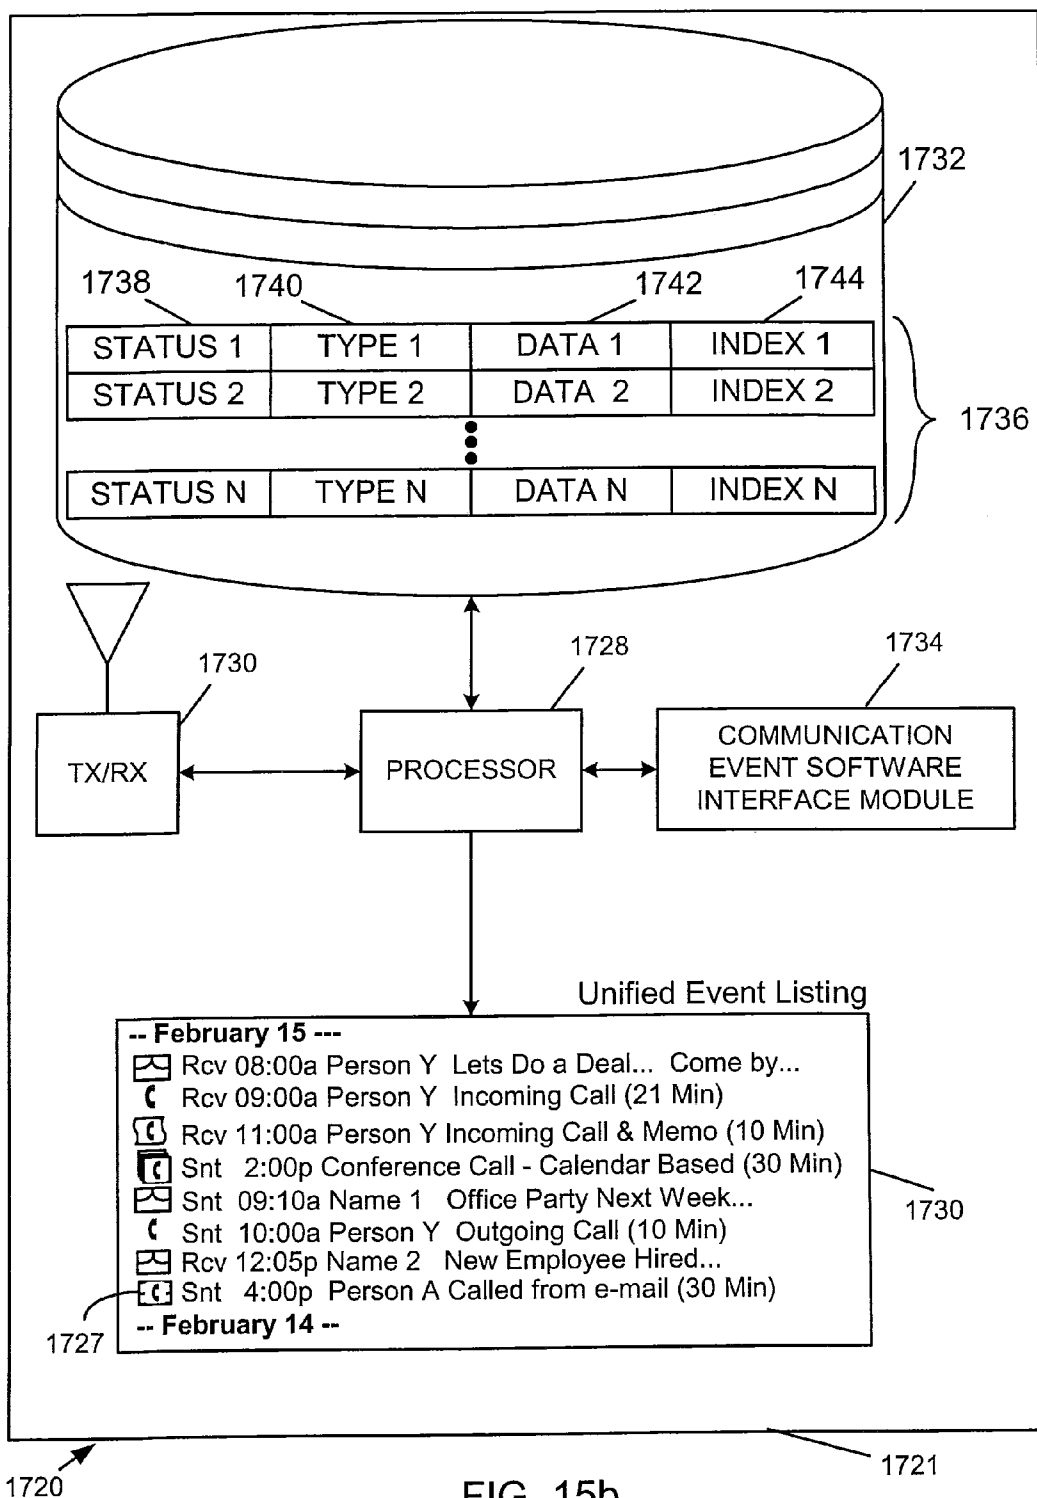 1732
1738 1740 1742 1744
STATUS 1 TYPE 1 DATA 1 INDEX 1
STATUS 2 TYPE 2 DATA 2 INDEX 2
1736
STATUS N TYPE N DATA N INDEX N
1730 1728 1734
TX/RX
PROCESSOR
COMMUNICATION
EVENT SOFTWARE
INTERFACE MODULE
Unified Event Listing
-- February 15 ---
Rcv 08:00a Person Y Lets Do a Deal... Come by...
Rcv 09:00a Person Y Incoming Call (21 Min)
Rcv 11:00a Person Y Incoming Call & Memo (10 Min)
Snt 2:00p Conference Call - Calendar Based (30 Min)
Snt 09:10a Name 1 Office Party Next Week...
Snt 10:00a Person Y Outgoing Call (10 Min)
Rcv 12:05p Name 2 New Employee Hired...
Snt 4:00p Person A Called from e-mail (30 Min)
-- February 14 --
1730
1727
1721
1720
FIG. 15b